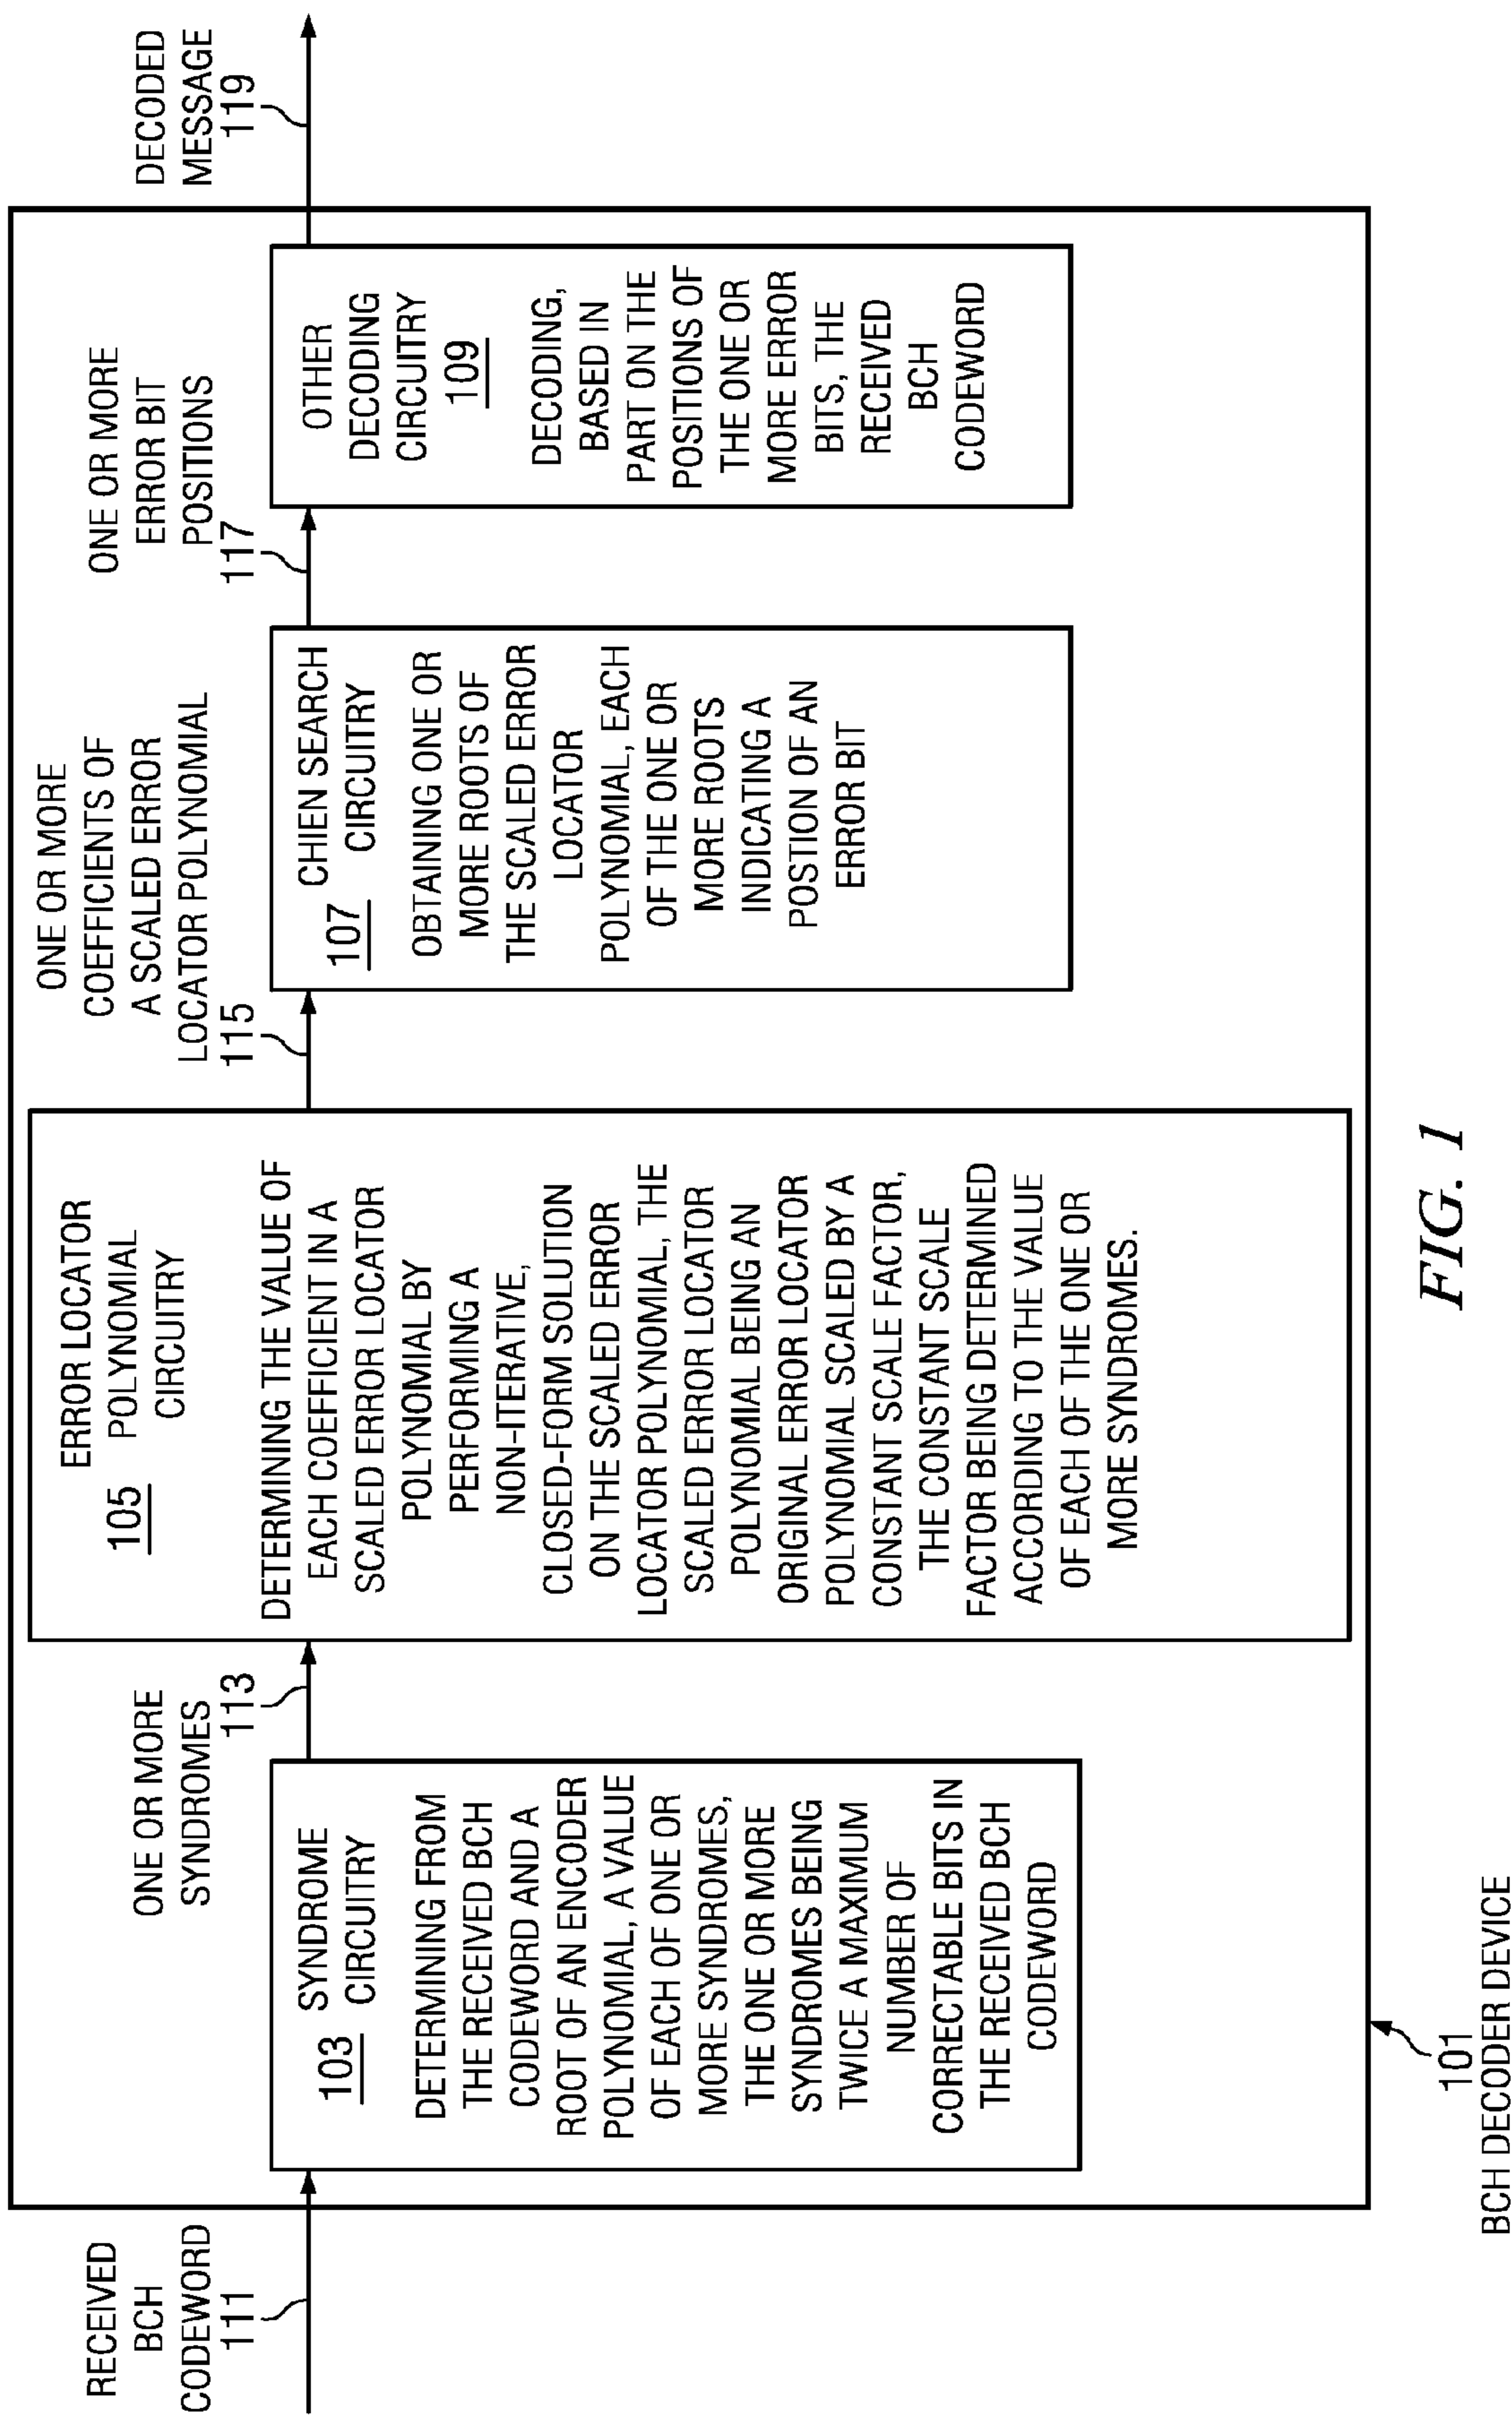 RECEIVED
BCH
CODEWORD
111
SYNDROME
CIRCUITRY
103
DETERMINING FROM
THE RECEIVED BCH
CODEWORD AND A
ROOT OF AN ENCODER
POLYNOMIAL, A VALUE
OF EACH OF ONE OR
MORE SYNDROMES,
THE ONE OR MORE
SYNDROMES BEING
TWICE A MAXIMUM
NUMBER OF
CORRECTABLE BITS IN
THE RECEIVED BCH
CODEWORD
ONE OR MORE
SYNDROMES
113
ERROR LOCATOR
POLYNOMIAL
CIRCUITRY
105
DETERMINING THE VALUE OF
EACH COEFFICIENT IN A
SCALED ERROR LOCATOR
POLYNOMIAL BY
PERFORMING A
NON-ITERATIVE,
CLOSED-FORM SOLUTION
ON THE SCALED ERROR
LOCATOR POLYNOMIAL, THE
SCALED ERROR LOCATOR
POLYNOMIAL BEING AN
ORIGINAL ERROR LOCATOR
POLYNOMIAL SCALED BY A
CONSTANT SCALE FACTOR,
THE CONSTANT SCALE
FACTOR BEING DETERMINED
ACCORDING TO THE VALUE
OF EACH OF THE ONE OR
MORE SYNDROMES.
ONE OR MORE
COEFFICIENTS OF
A SCALED ERROR
LOCATOR POLYNOMIAL
115
CHIEN SEARCH
CIRCUITRY
107
OBTAINING ONE OR
MORE ROOTS OF
THE SCALED ERROR
LOCATOR
POLYNOMIAL, EACH
OF THE ONE OR
MORE ROOTS
INDICATING A
POSTION OF AN
ERROR BIT
ONE OR MORE
ERROR BIT
POSITIONS
117
OTHER
DECODING
CIRCUITRY
109
DECODING,
BASED IN
PART ON THE
POSITIONS OF
THE ONE OR
MORE ERROR
BITS, THE
RECEIVED
BCH
CODEWORD
DECODED
MESSAGE
119
101
BCH DECODER DEVICE
FIG. 1